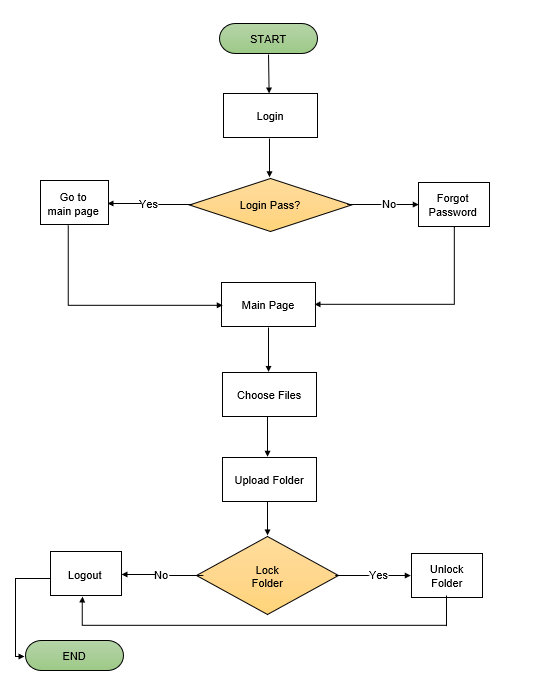 START
Login
Login Pass?
Yes
No
Go to
main page
Forgot
Password
Main Page
Choose Files
Upload Folder
Lock
Folder
No
Yes
Logout
Unlock
Folder
END